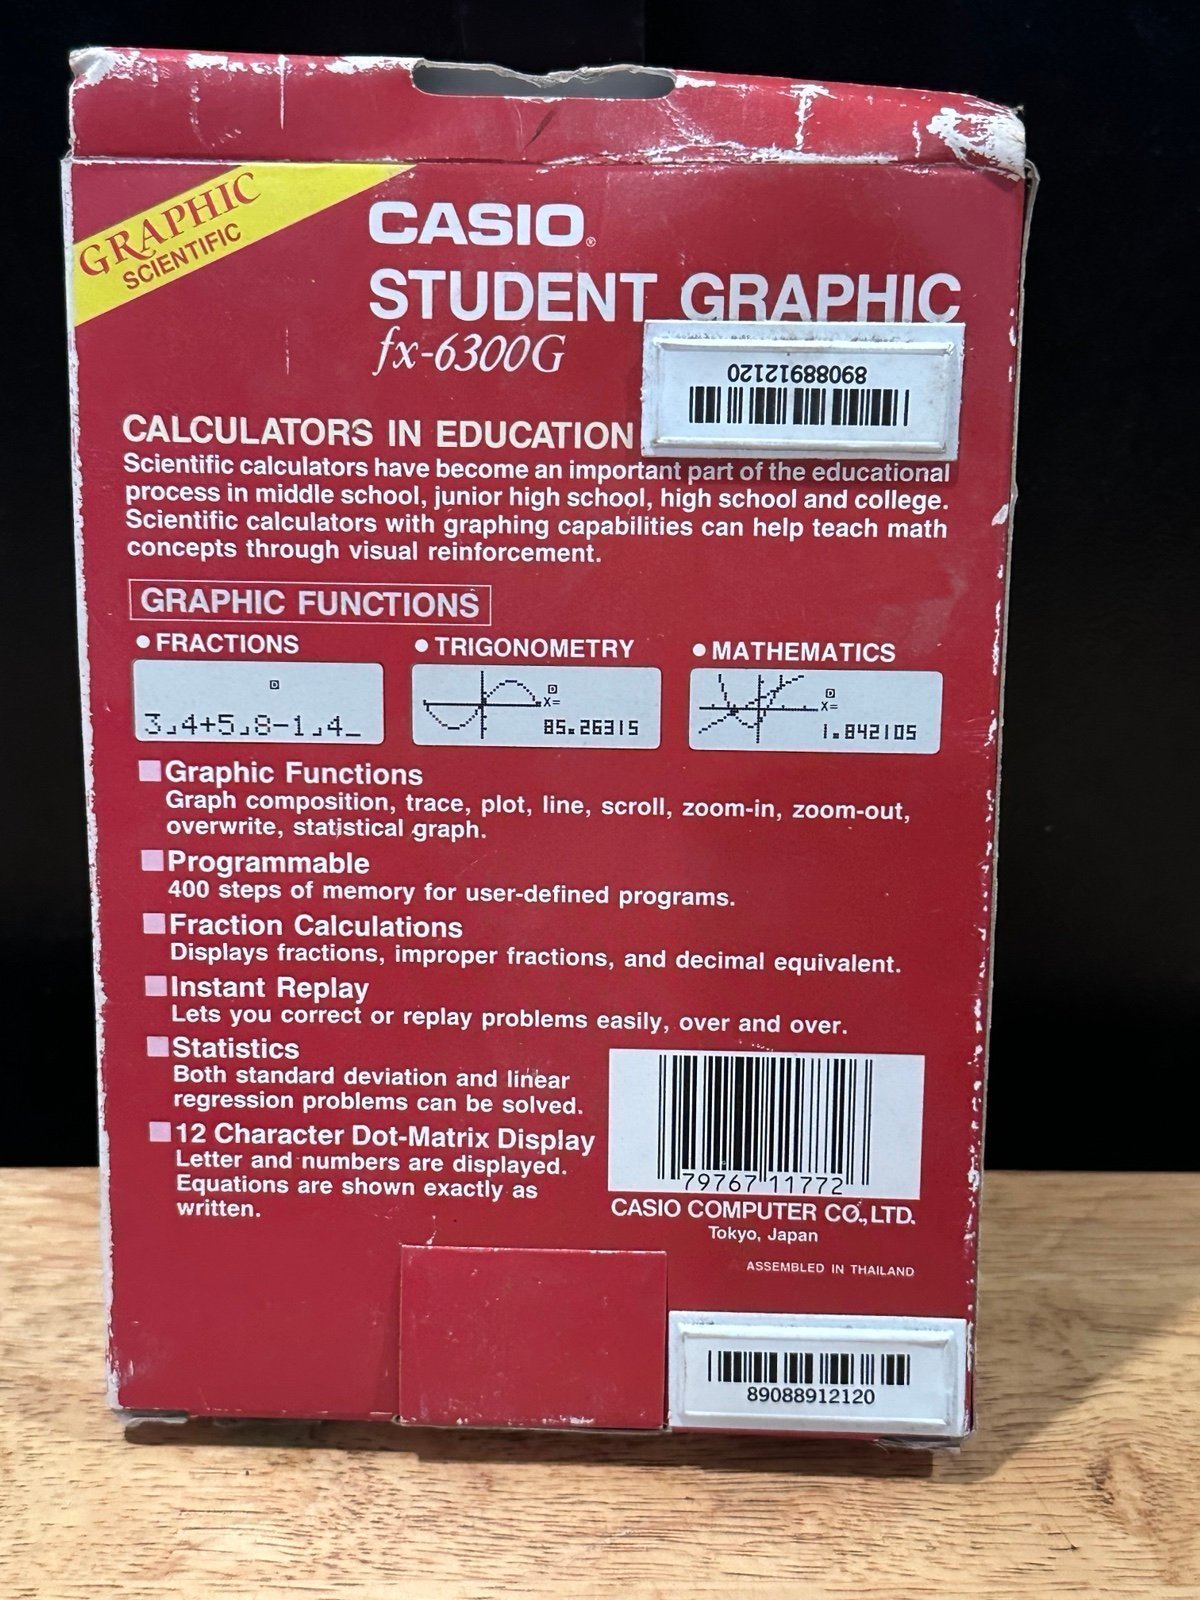 GRAPHIC
SCIENTIFIC
CASIO®
STUDENT GRAPHIC
fx-6300G
89088912120
CALCULATORS IN EDUCATION
Scientific calculators have become an important part of the educational
process in middle school, junior high school, high school and college.
Scientific calculators with graphing capabilities can help teach math
concepts through visual reinforcement.
GRAPHIC FUNCTIONS
● FRACTIONS
● TRIGONOMETRY
● MATHEMATICS
D
3⌟4+5⌟8-1⌟4_
D
X=
85.26315
D
X=
1.842105
■ Graphic Functions
Graph composition, trace, plot, line, scroll, zoom-in, zoom-out,
overwrite, statistical graph.
■ Programmable
400 steps of memory for user-defined programs.
■ Fraction Calculations
Displays fractions, improper fractions, and decimal equivalent.
■ Instant Replay
Lets you correct or replay problems easily, over and over.
■ Statistics
Both standard deviation and linear
regression problems can be solved.
■ 12 Character Dot-Matrix Display
Letter and numbers are displayed.
Equations are shown exactly as
written.
79767 11772
CASIO COMPUTER CO., LTD.
Tokyo, Japan
ASSEMBLED IN THAILAND
89088912120